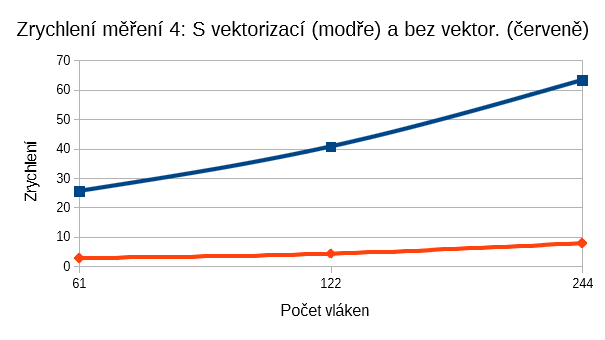 Zrychlení měření 4: S vektorizací (modře) a bez vektor. (červeně)
70
60
50
40
30
20
10
0
Zrychlení
61 122 244
Počet vláken